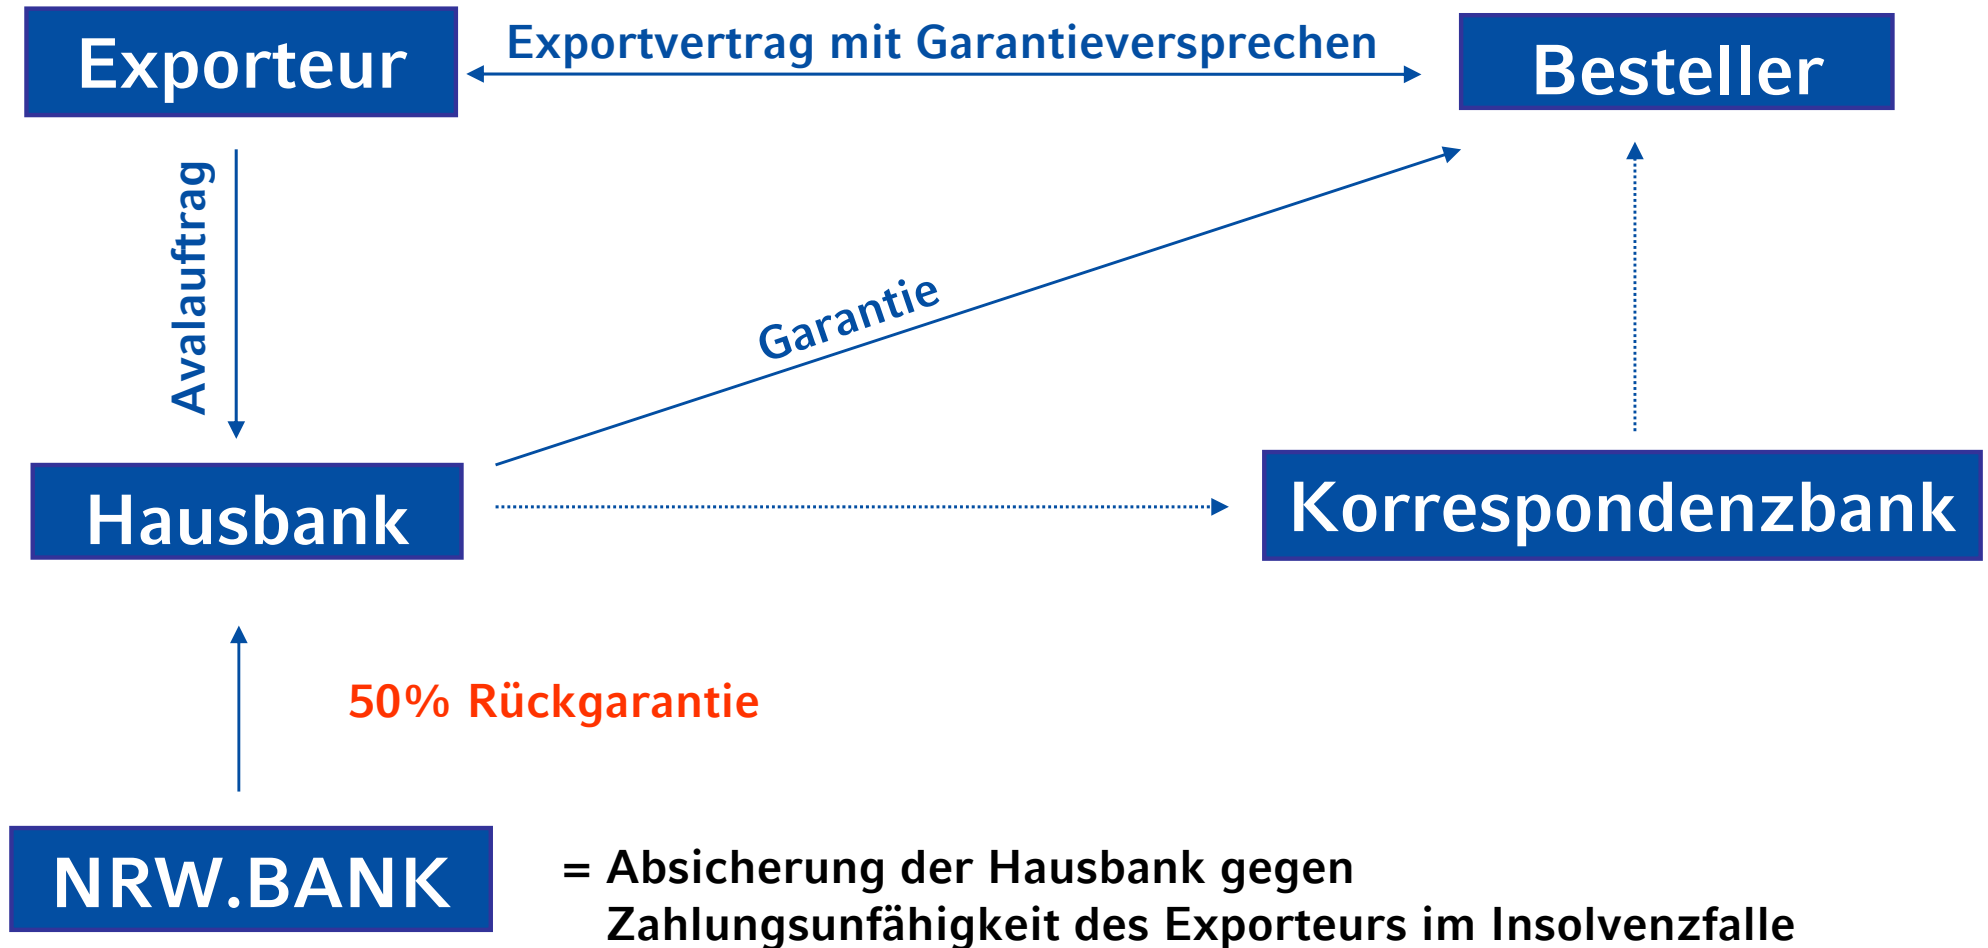 Exporteur
Exportvertrag mit Garantieversprechen
Besteller
Avalauftrag
Garantie
Hausbank
Korrespondenzbank
50% Rückgarantie
NRW.BANK
= Absicherung der Hausbank gegen
Zahlungsunfähigkeit des Exporteurs im Insolvenzfalle